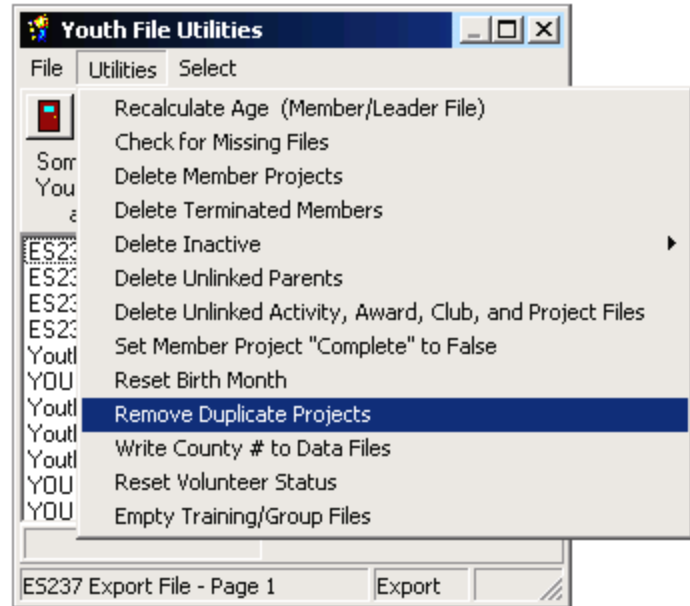 Youth File Utilities
File Utilities Select
Recalculate Age (Member/Leader File)
Check for Missing Files
Delete Member Projects
Delete Terminated Members
Delete Inactive
Delete Unlinked Parents
Delete Unlinked Activity, Award, Club, and Project Files
Set Member Project "Complete" to False
Reset Birth Month
Remove Duplicate Projects
Write County # to Data Files
Reset Volunteer Status
Empty Training/Group Files
ES237 Export File - Page 1 Export